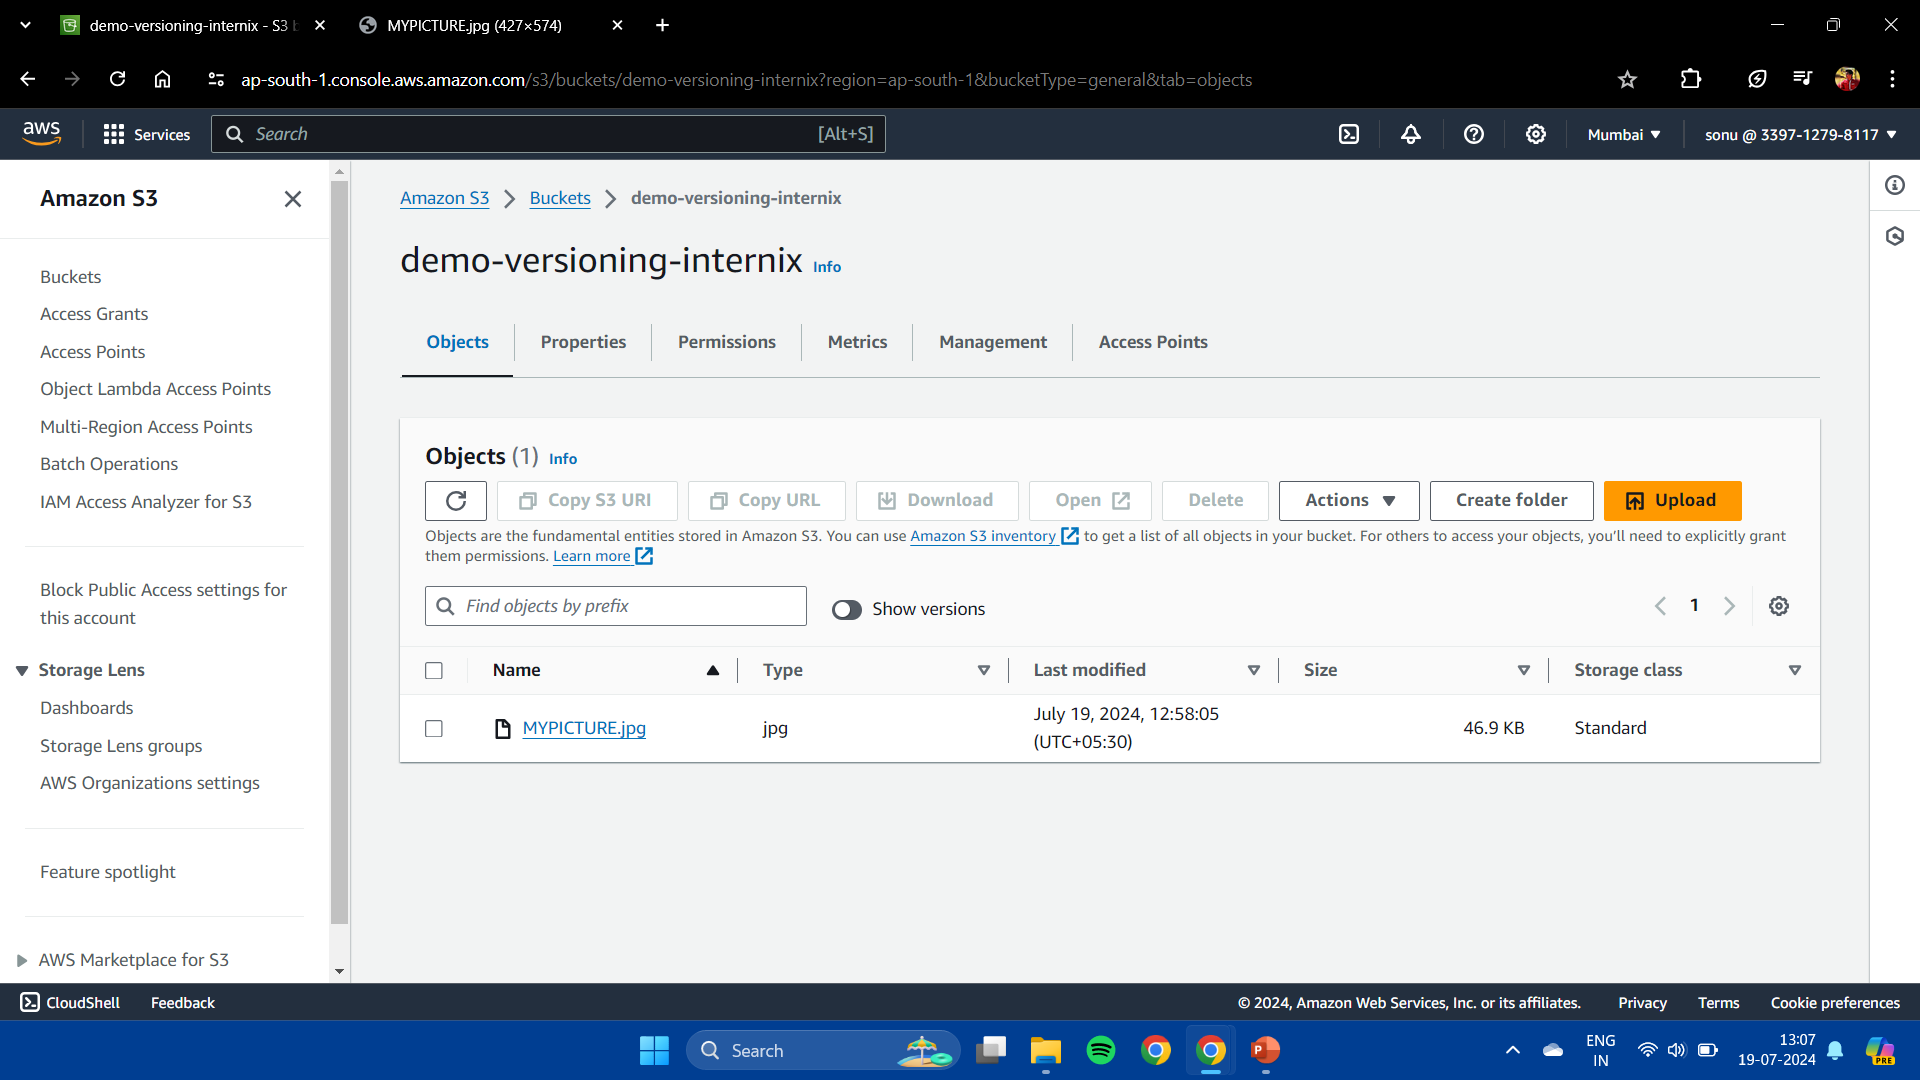 demo-versioning-internix - S3 b
MYPICTURE.jpg (427×574)
ap-south-1.console.aws.amazon.com/s3/buckets/demo-versioning-internix?region=ap-south-1&bucketType=general&tab=objects
aws
Services
Search
[Alt+S]
Mumbai
sonu @ 3397-1279-8117
Amazon S3
Buckets
Access Grants
Access Points
Object Lambda Access Points
Multi-Region Access Points
Batch Operations
IAM Access Analyzer for S3
Block Public Access settings for
this account
Storage Lens
Dashboards
Storage Lens groups
AWS Organizations settings
Feature spotlight
AWS Marketplace for S3
Amazon S3 > Buckets > demo-versioning-internix
demo-versioning-internix Info
Objects
Properties
Permissions
Metrics
Management
Access Points
Objects (1) Info
Copy S3 URI
Copy URL
Download
Open
Delete
Actions
Create folder
Upload
Objects are the fundamental entities stored in Amazon S3. You can use Amazon S3 inventory to get a list of all objects in your bucket. For others to access your objects, you'll need to explicitly grant
them permissions. Learn more
Find objects by prefix
Show versions
1
Name
Type
Last modified
Size
Storage class
MYPICTURE.jpg
jpg
July 19, 2024, 12:58:05
(UTC+05:30)
46.9 KB
Standard
CloudShell
Feedback
© 2024, Amazon Web Services, Inc. or its affiliates.
Privacy
Terms
Cookie preferences
Search
P
ENG
IN
13:07
19-07-2024
PRE